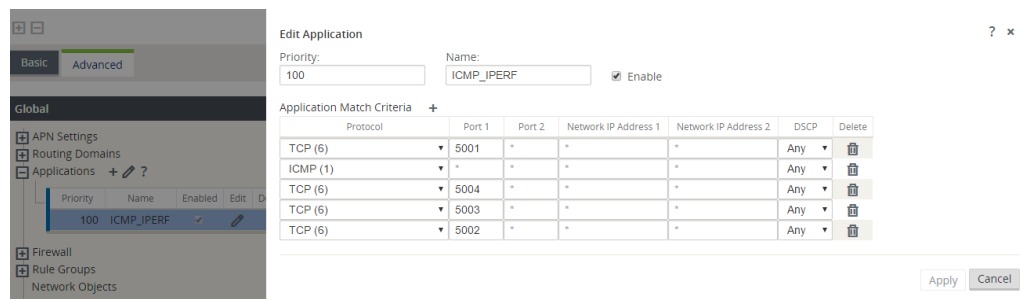 Basic Advanced
Global
APN Settings
Routing Domains
Applications + ?
Priority Name Enabled Edit D
100 ICMP_IPERF
Firewall
Rule Groups
Network Objects
Edit Application ? ×
Priority: Name:
100 ICMP_IPERF Enable
Application Match Criteria +
Protocol Port 1 Port 2 Network IP Address 1 Network IP Address 2 DSCP Delete
TCP (6) 5001 * * * Any
ICMP (1) * * * * Any
TCP (6) 5004 * * * Any
TCP (6) 5003 * * * Any
TCP (6) 5002 * * * Any
Apply Cancel